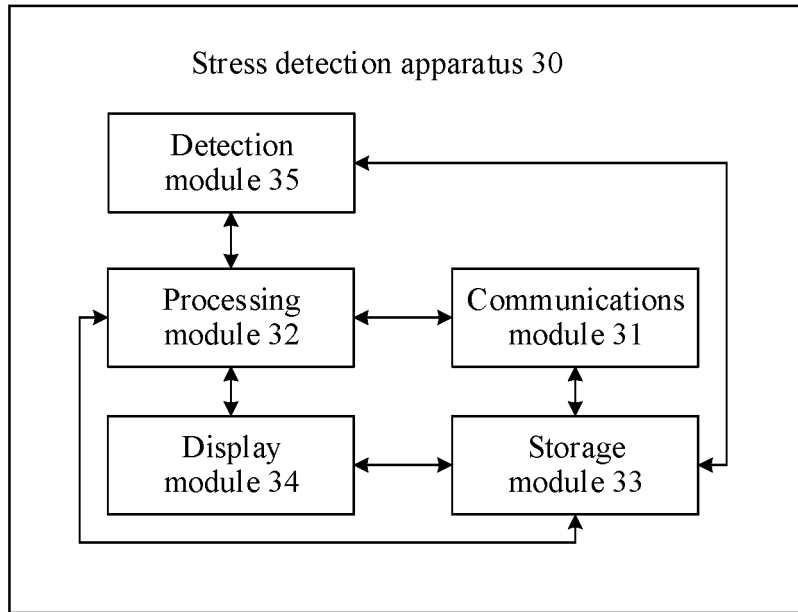 Stress detection apparatus 30
Detection
module 35
Processing
module 32
Communications
module 31
Display
module 34
Storage
module 33